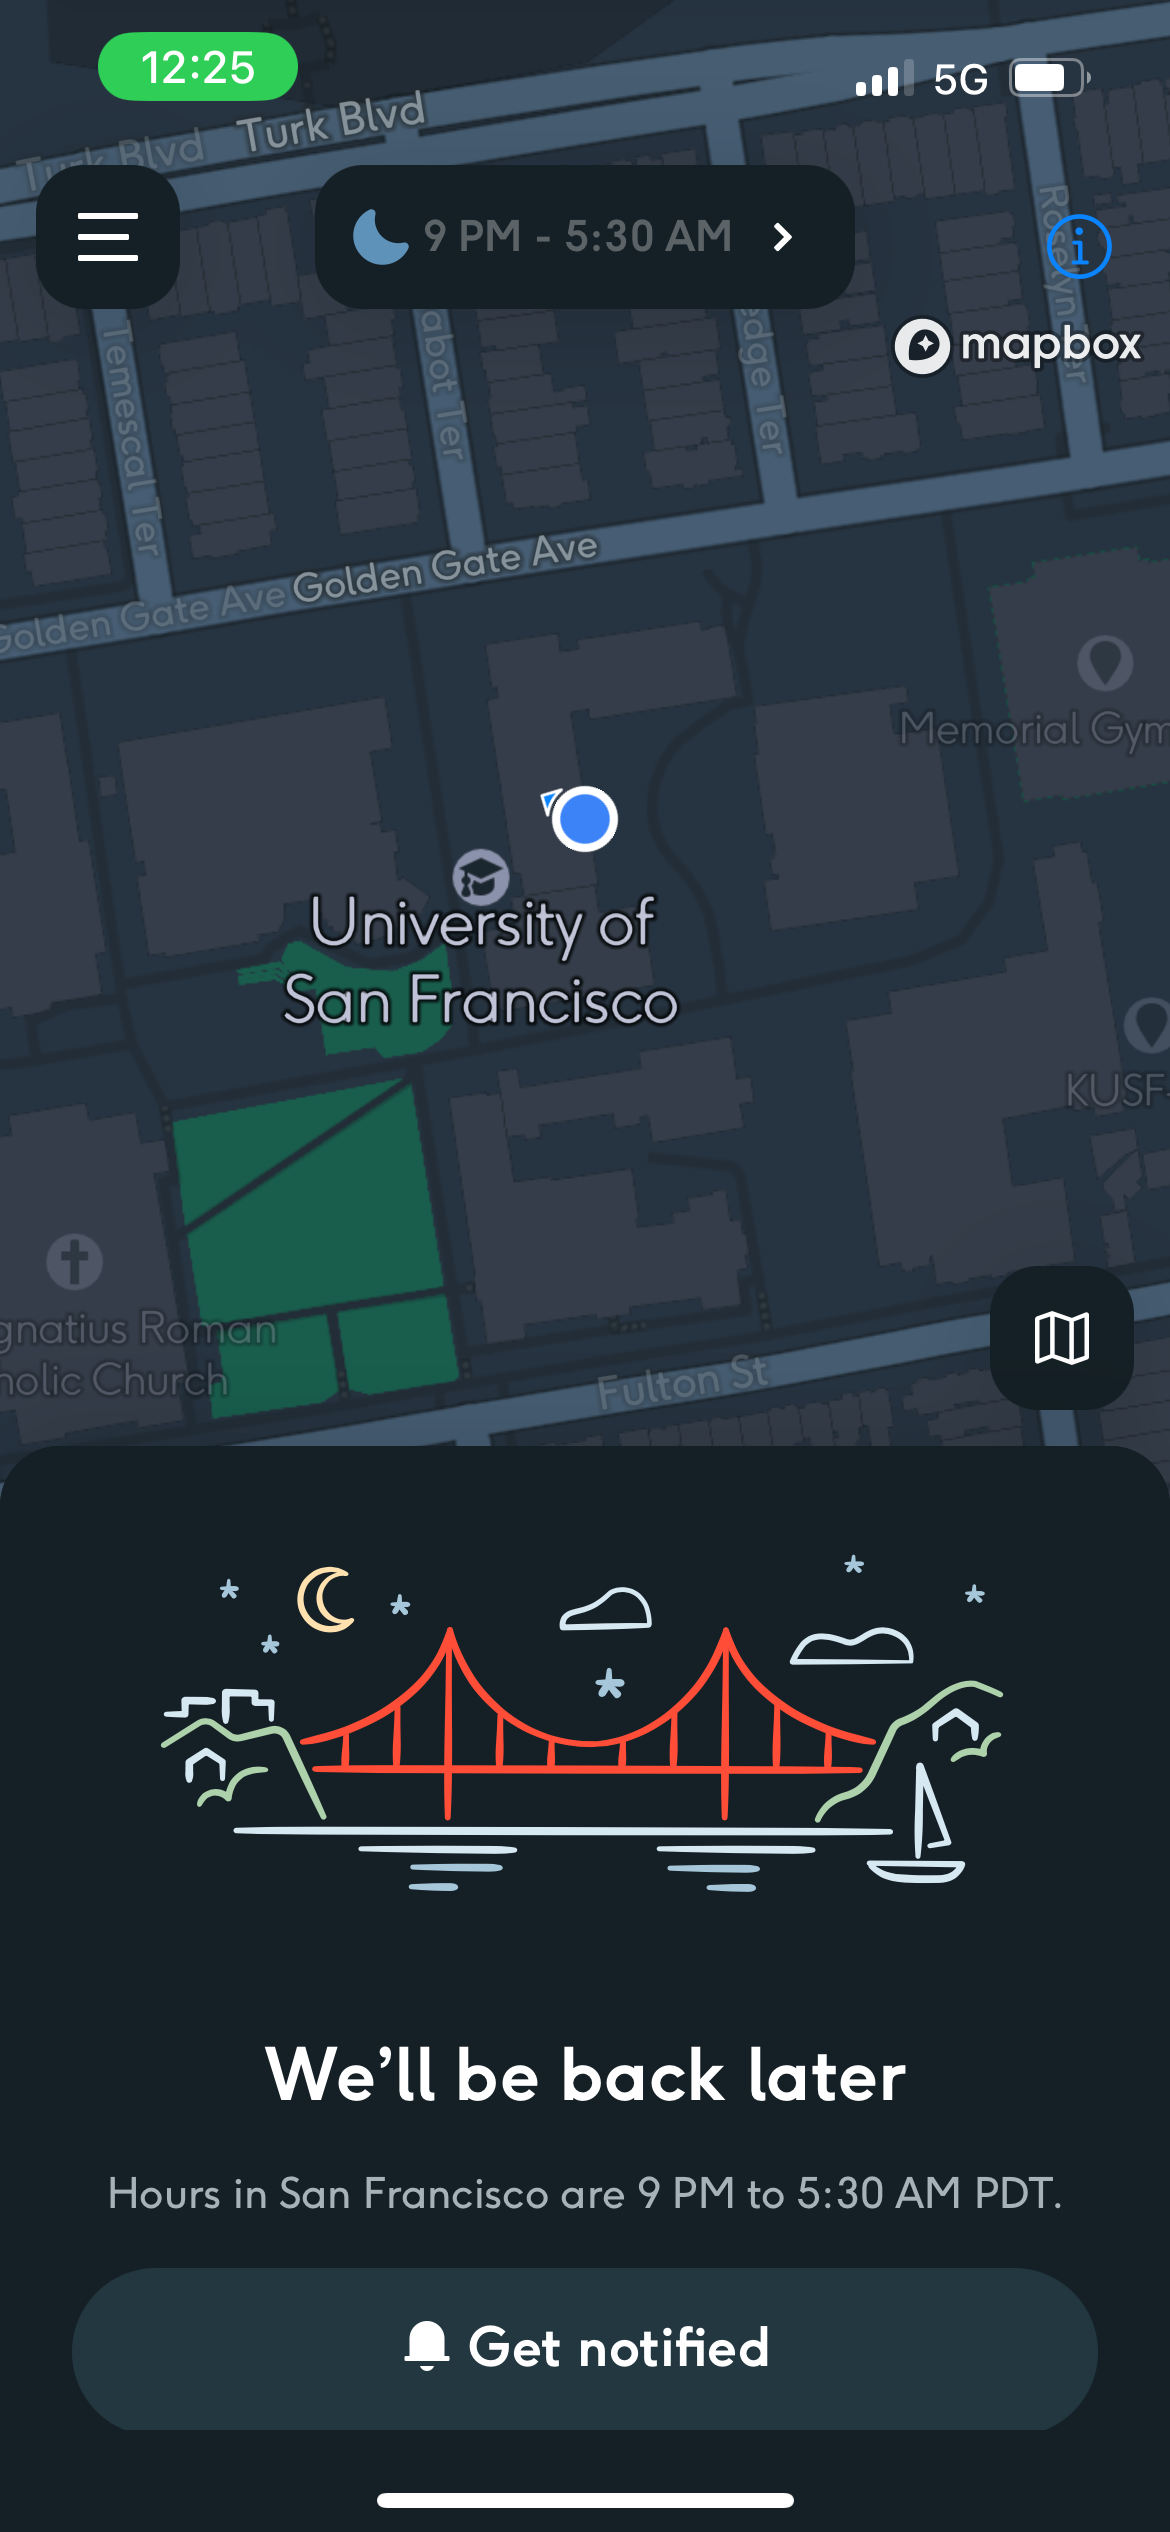 12:25
5G
Turk Blvd
Turk Blvd
9 PM - 5:30 AM
Roselyn Ter
mapbox
Temescal Ter
abot Ter
edge Ter
Golden Gate Ave
Golden Gate Ave
Memorial Gym
University of
San Francisco
KUSF-
gnatius Roman
holic Church
Fulton St
We'll be back later
Hours in San Francisco are 9 PM to 5:30 AM PDT.
Get notified